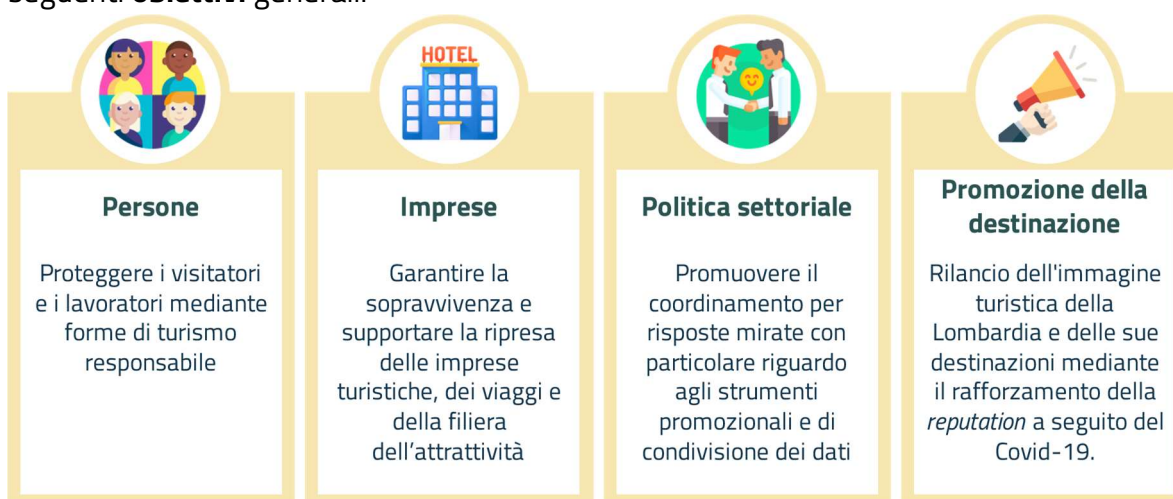 seguenti obiettivi generali:
HOTEL
Persone
Proteggere i visitatori
e i lavoratori mediante
forme di turismo
responsabile
Imprese
Garantire la
sopravvivenza e
supportare la ripresa
delle imprese
turistiche, dei viaggi e
della filiera
dell’attrattività
Politica settoriale
Promuovere il
coordinamento per
risposte mirate con
particolare riguardo
agli strumenti
promozionali e di
condivisione dei dati
Promozione della
destinazione
Rilancio dell'immagine
turistica della
Lombardia e delle sue
destinazioni mediante
il rafforzamento della
reputation a seguito del
Covid-19.